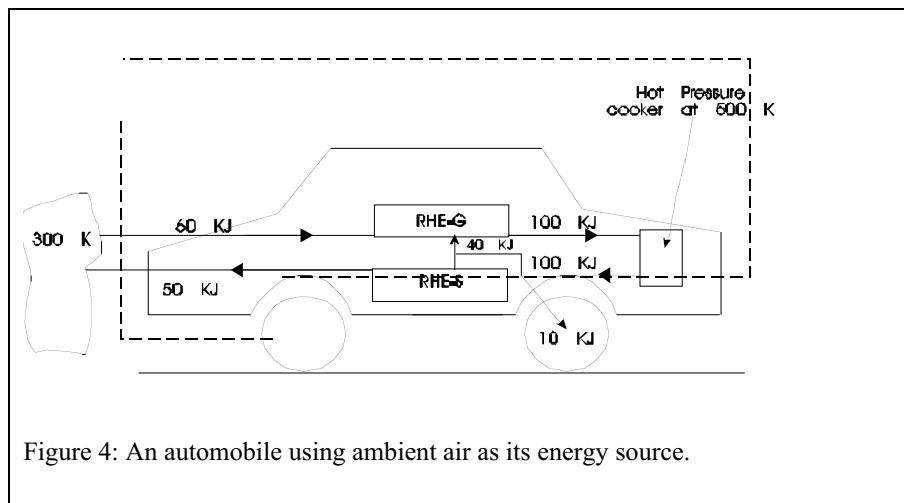 Hot Pressure
cooker at 500 K
60 KJ
RHE-G
100 KJ
300 K
40 KJ
100 KJ
50 KJ
RHE-S
10 KJ
Figure 4: An automobile using ambient air as its energy source.